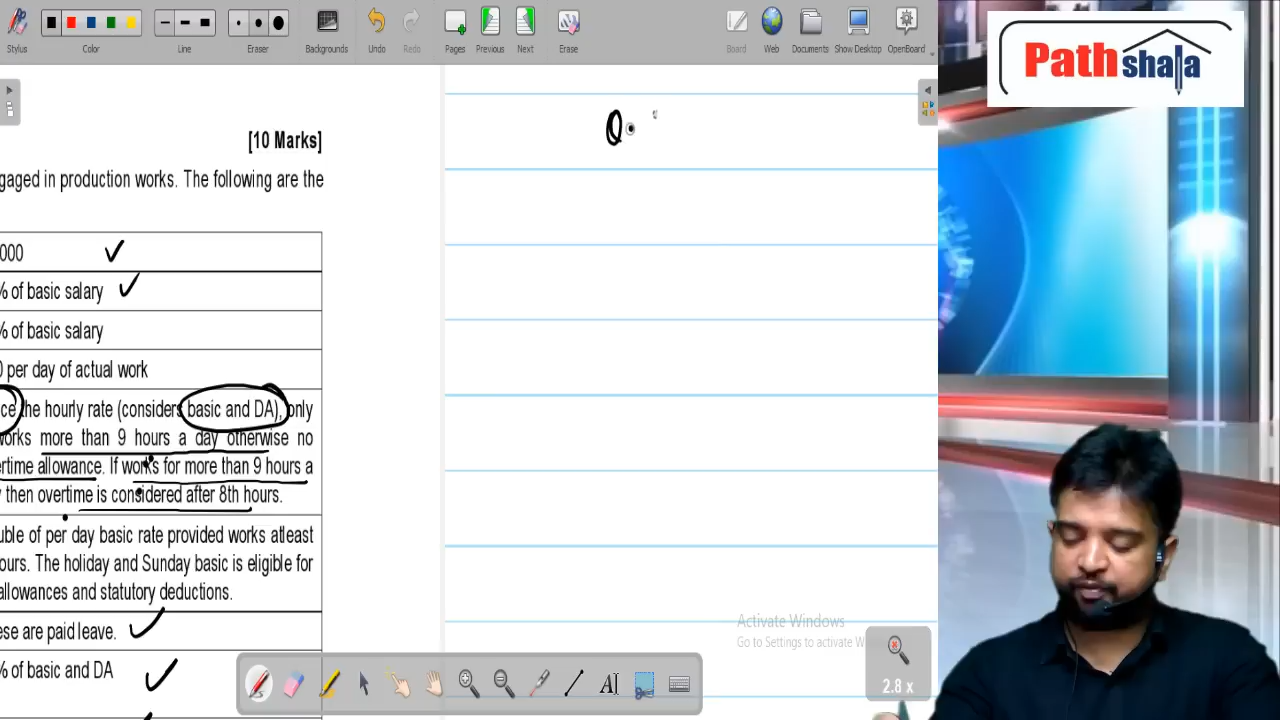 Stylus
Color
Line
Eraser
Backgrounds
Undo
Redo
Pages
Previous
Next
Erase
Board
Web
Documents
Show Desktop
OpenBoard
Path shala
[10 Marks]
gaged in production works. The following are the
000
% of basic salary
% of basic salary
0 per day of actual work
ce the hourly rate (considers basic and DA), only
works more than 9 hours a day otherwise no
ertime allowance. If works for more than 9 hours a
y then overtime is considered after 8th hours.
uble of per day basic rate provided works atleast
ours. The holiday and Sunday basic is eligible for
allowances and statutory deductions.
ese are paid leave.
% of basic and DA
Q
Activate Windows
Go to Settings to activate W
2.8 x
AI